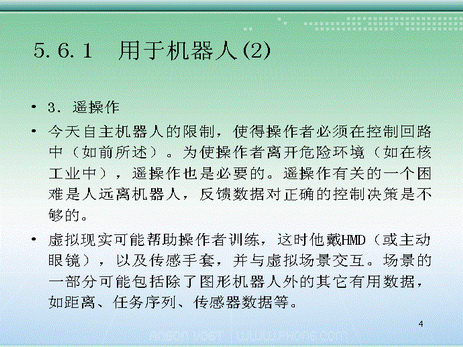 5.6.1 用于机器人(2)
• 3．遥操作
• 今天自主机器人的限制，使得操作者必须在控制回路
中（如前所述）。为使操作者离开危险环境（如在核
工业中），遥操作也是必要的。遥操作有关的一个困
难是人远离机器人，反馈数据对正确的控制决策是不
够的。
• 虚拟现实可能帮助操作者训练，这时他戴HMD（或主动
眼镜），以及传感手套，并与虚拟场景交互。场景的
一部分可能包括除了图形机器人外的其它有用数据，
如距离、任务序列、传感器数据等。
4